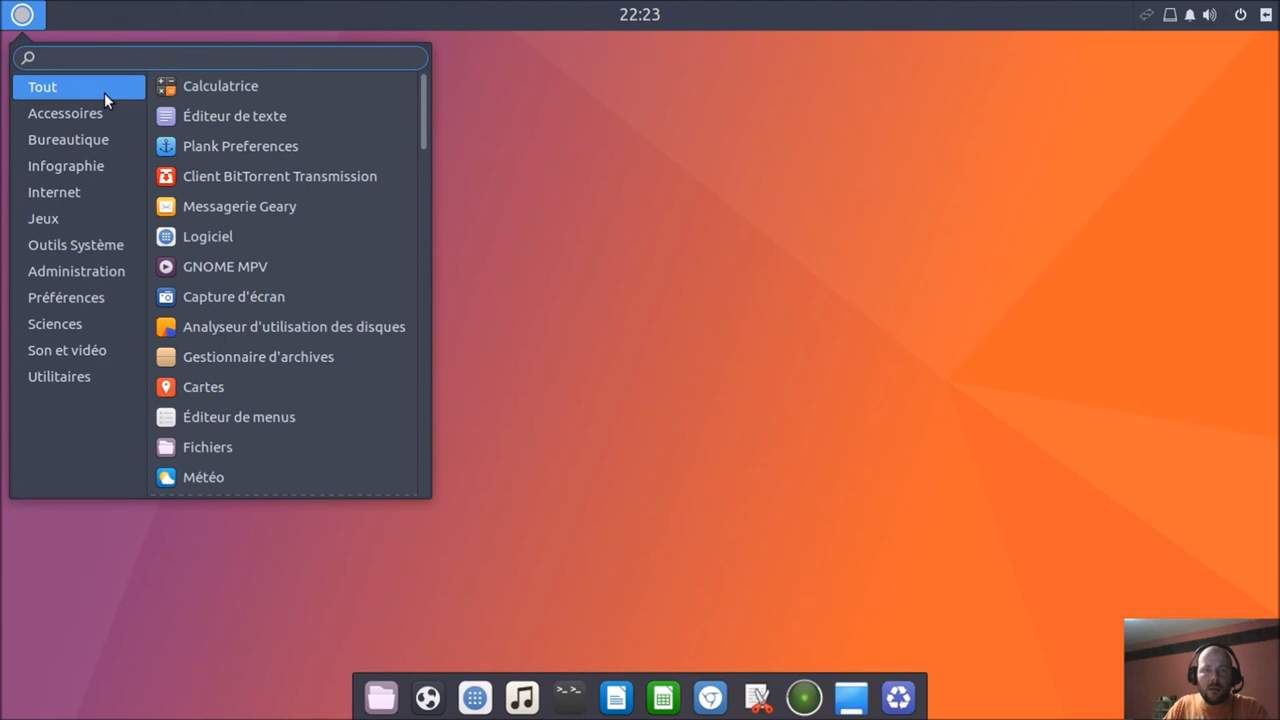 22:23
Tout
Accessoires
Bureautique
Infographie
Internet
Jeux
Outils Système
Administration
Préférences
Sciences
Son et vidéo
Utilitaires
Calculatrice
Éditeur de texte
Plank Preferences
Client BitTorrent Transmission
Messagerie Geary
Logiciel
GNOME MPV
Capture d'écran
Analyseur d'utilisation des disques
Gestionnaire d'archives
Cartes
Éditeur de menus
Fichiers
Météo
>_ >_